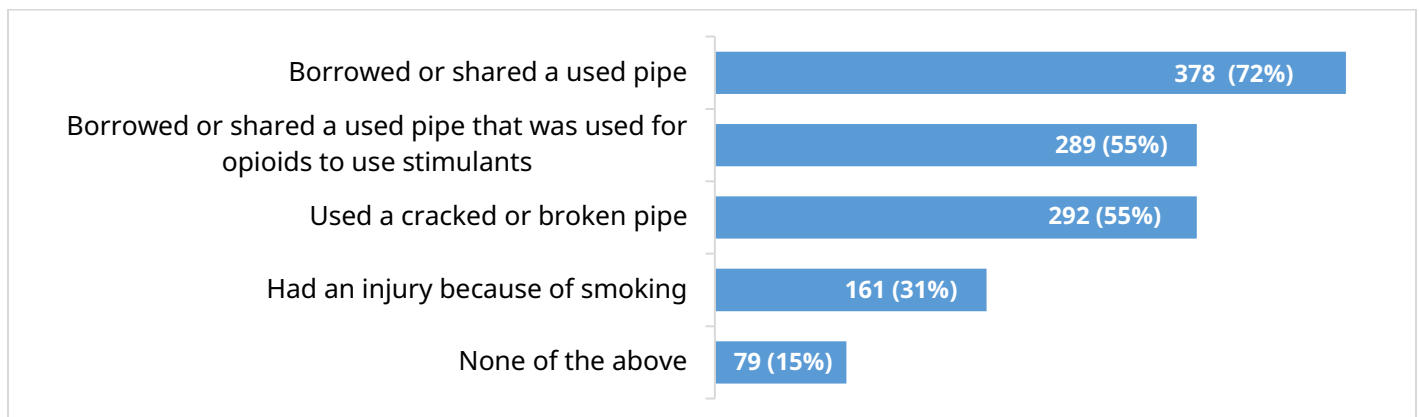 Borrowed or shared a used pipe
378  (72%)
Borrowed or shared a used pipe that was used for
opioids to use stimulants
289 (55%)
Used a cracked or broken pipe
292 (55%)
Had an injury because of smoking
161 (31%)
None of the above
79 (15%)